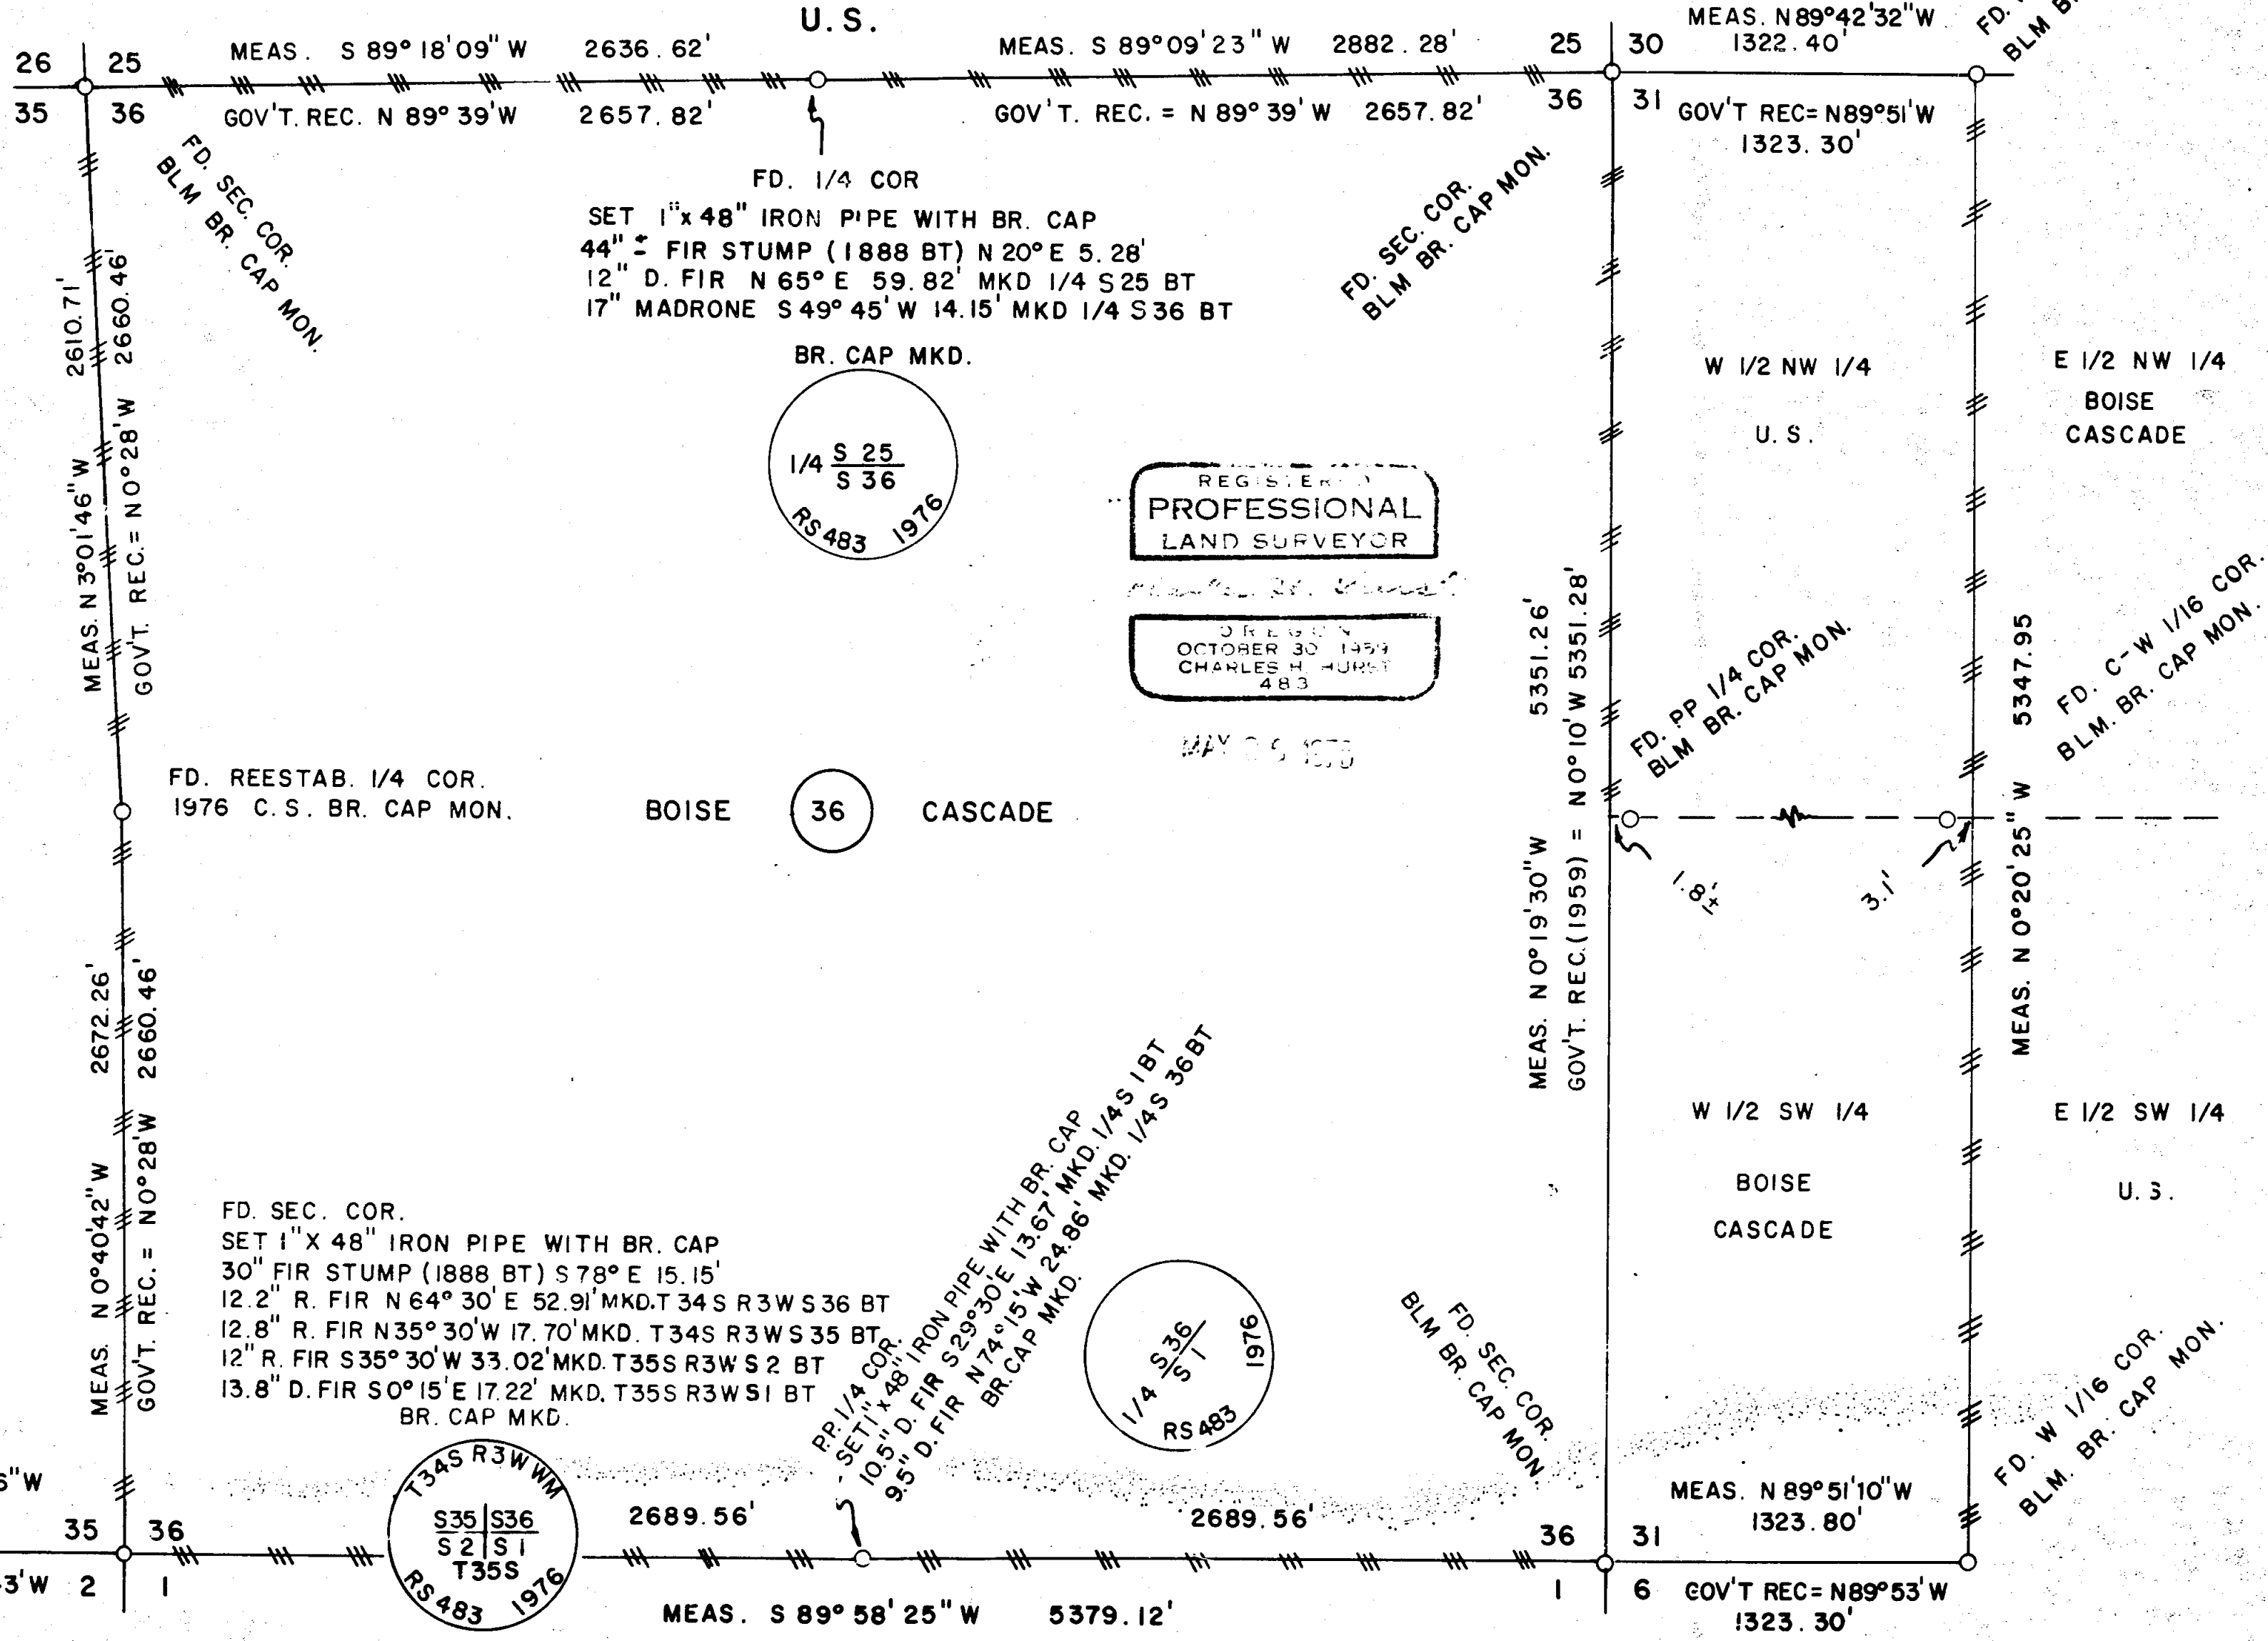 U.S.
MEAS. N 89°42'32"W
1322.40'
FD.
BLM
26 25
MEAS. S 89°18'09" W 2636.62'
MEAS. S 89°09'23" W 2882.28'
25 30
35 36
GOV'T. REC. N 89°39'W 2657.82'
GOV'T. REC. = N 89°39'W 2657.82'
36 31
GOV'T REC=N89°51'W
1323.30'
FD. SEC. COR.
BLM BR. CAP MON.
FD. 1/4 COR
SET 1"x 48" IRON PIPE WITH BR. CAP
44" ± FIR STUMP (1888 BT) N 20° E 5.28'
12" D. FIR N 65° E 59.82' MKD 1/4 S25 BT
17" MADRONE S 49°45' W 14.15' MKD 1/4 S36 BT
BR. CAP MKD.
1/4 S 25
S 36
RS 483 1976
FD. SEC. COR.
BLM BR. CAP MON.
MEAS. N 3°01'46"W 2610.71'
GOV'T. REC. = N 0°28'W 2660.46'
W 1/2 NW 1/4
U.S.
E 1/2 NW 1/4
BOISE
CASCADE
REGISTERED
PROFESSIONAL
LAND SURVEYOR
OREGON
OCTOBER 30 1959
CHARLES H. HURST
483
MEAS. N 0°19'30"W 5351.26'
GOV'T. REC.(1959) = N 0°10'W 5351.28'
FD. PP 1/4 COR.
BLM BR. CAP MON.
FD. C-W 1/16 COR.
BLM. BR. CAP MON.
MEAS. N 0°20'25" W 5347.95
1.8'±
3.1'
FD. REESTAB. 1/4 COR.
1976 C.S. BR. CAP MON.
BOISE 36 CASCADE
MEAS. N 0°40'42"W 2672.26'
GOV'T. REC. = N 0°28'W 2660.46'
W 1/2 SW 1/4
BOISE
CASCADE
E 1/2 SW 1/4
U.S.
FD. SEC. COR.
SET 1"X 48" IRON PIPE WITH BR. CAP
30" FIR STUMP (1888 BT) S 78° E 15.15'
12.2" R. FIR N 64°30' E 52.91' MKD. T34S R3W S36 BT
12.8" R. FIR N35°30'W 17.70' MKD. T34S R3W S35 BT
12" R. FIR S35°30'W 33.02' MKD. T35S R3W S2 BT
13.8" D. FIR S0°15'E 17.22' MKD. T35S R3W S1 BT
BR. CAP MKD.
T34S R3W WM
S35 S36
S2 S1
T35S
RS 483 1976
P.P. 1/4 COR.
SET 1" x 48" IRON PIPE WITH BR. CAP
10.5" D. FIR S29°30'E 13.67' MKD. 1/4 S 1 BT
9.5" D. FIR N74°15'W 24.86' MKD. 1/4 S 36 BT
BR. CAP MKD.
1/4 S 36
S 1
RS 483 1976
FD. SEC. COR.
BLM BR. CAP MON.
FD. W 1/16 COR.
BLM. BR. CAP MON.
6"W
35 36
2689.56'
2689.56'
36 31
MEAS. N 89°51'10"W
1323.80'
3'W 2 1
MEAS. S 89°58'25" W 5379.12'
1 6
GOV'T REC=N89°53'W
1323.30'